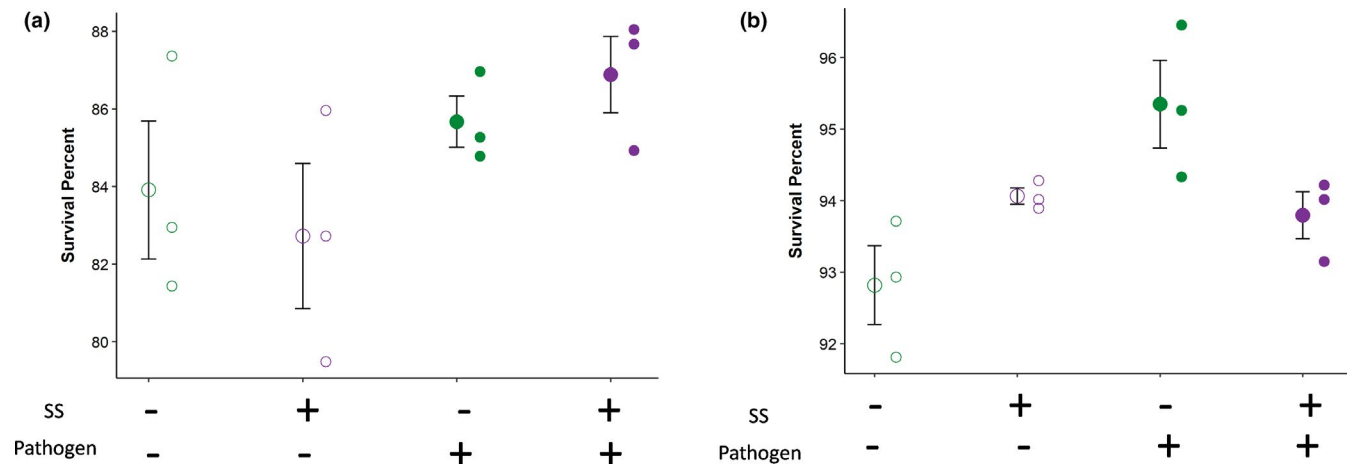 (a)
Survival Percent
88
86
84
82
80
SS - + - +
Pathogen - - + +
(b)
Survival Percent
96
95
94
93
92
SS - + - +
Pathogen - - + +